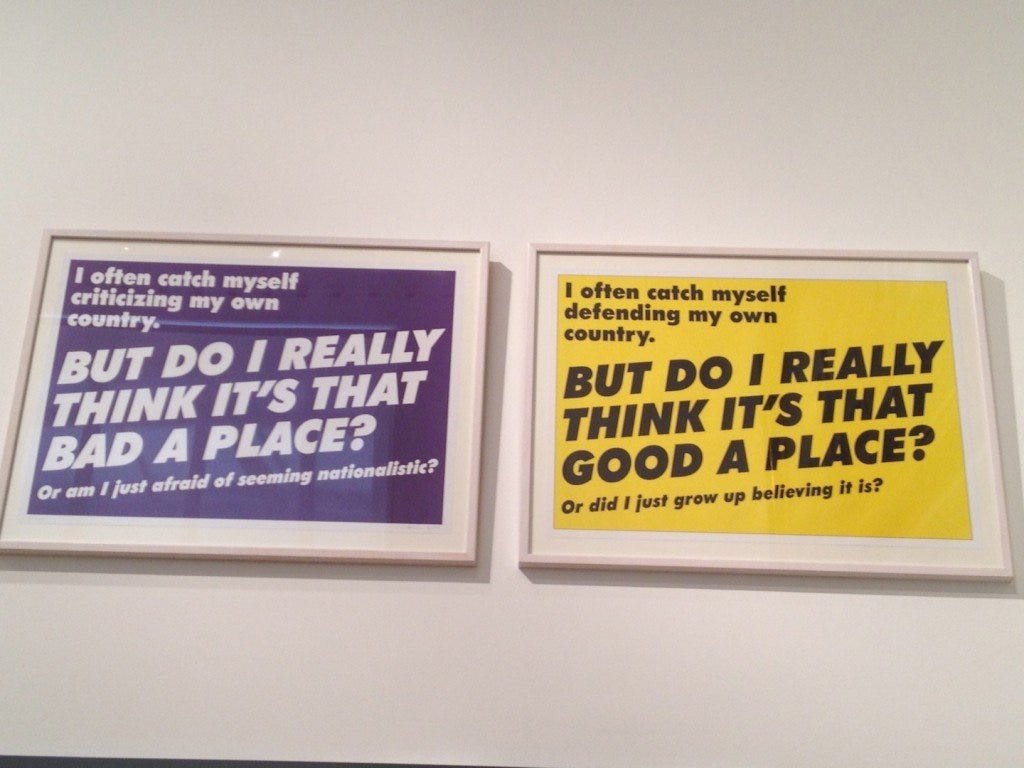 I often catch myself
criticizing my own
country.
BUT DO I REALLY
THINK IT'S THAT
BAD A PLACE?
Or am I just afraid of seeming nationalistic?
I often catch myself
defending my own
country.
BUT DO I REALLY
THINK IT'S THAT
GOOD A PLACE?
Or did I just grow up believing it is?